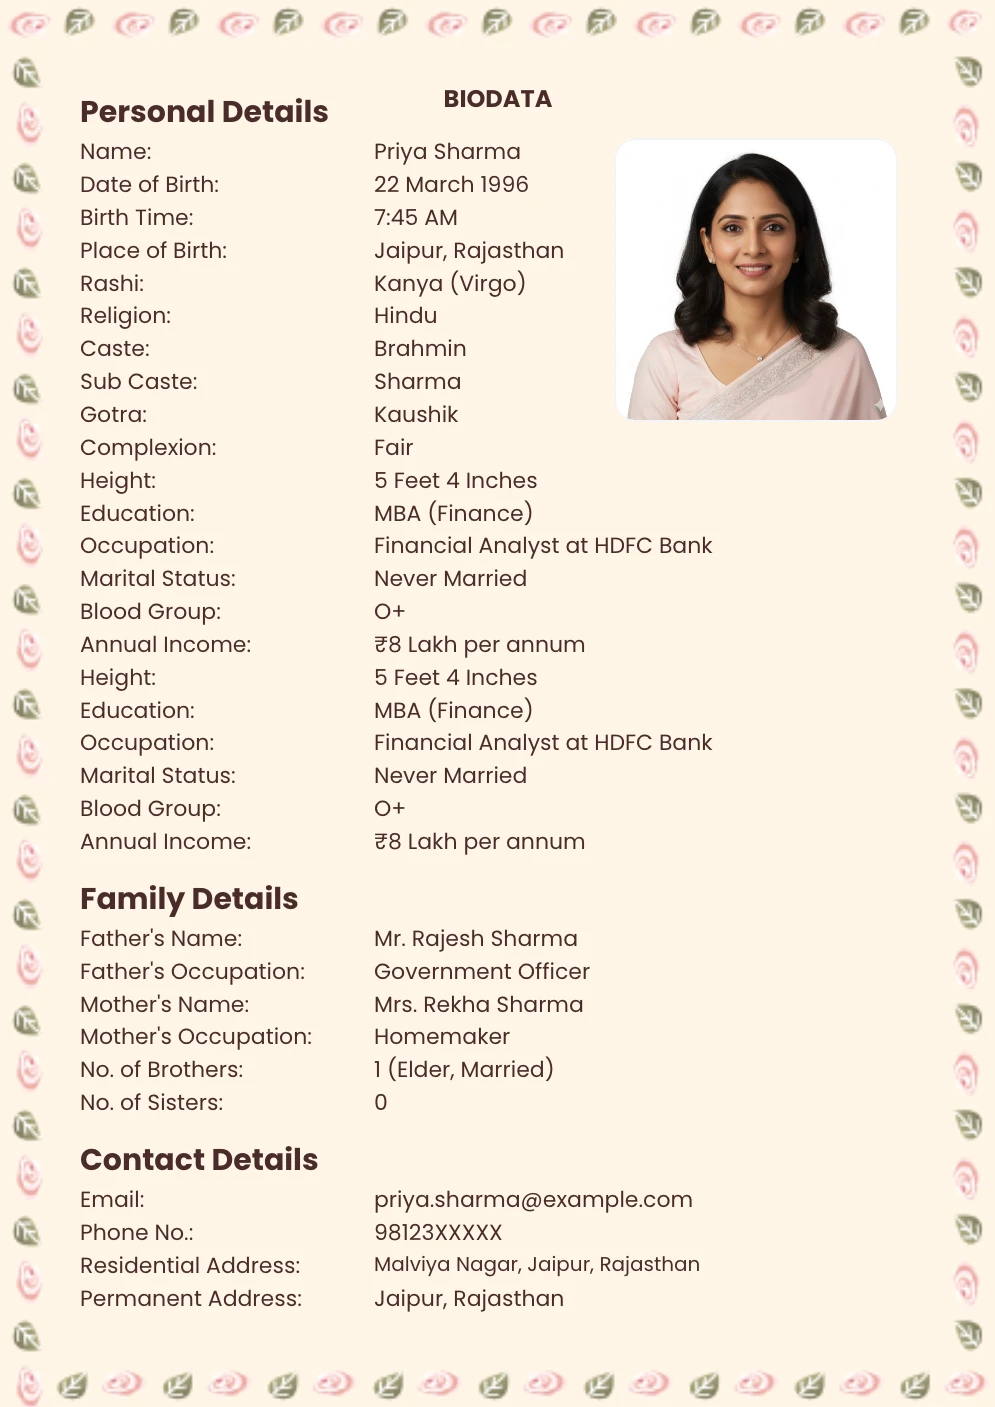 BIODATA
Personal Details
Name: Priya Sharma
Date of Birth: 22 March 1996
Birth Time: 7:45 AM
Place of Birth: Jaipur, Rajasthan
Rashi: Kanya (Virgo)
Religion: Hindu
Caste: Brahmin
Sub Caste: Sharma
Gotra: Kaushik
Complexion: Fair
Height: 5 Feet 4 Inches
Education: MBA (Finance)
Occupation: Financial Analyst at HDFC Bank
Marital Status: Never Married
Blood Group: O+
Annual Income: ₹8 Lakh per annum
Height: 5 Feet 4 Inches
Education: MBA (Finance)
Occupation: Financial Analyst at HDFC Bank
Marital Status: Never Married
Blood Group: O+
Annual Income: ₹8 Lakh per annum
Family Details
Father's Name: Mr. Rajesh Sharma
Father's Occupation: Government Officer
Mother's Name: Mrs. Rekha Sharma
Mother's Occupation: Homemaker
No. of Brothers: 1 (Elder, Married)
No. of Sisters: 0
Contact Details
Email: priya.sharma@example.com
Phone No.: 98123XXXXX
Residential Address: Malviya Nagar, Jaipur, Rajasthan
Permanent Address: Jaipur, Rajasthan